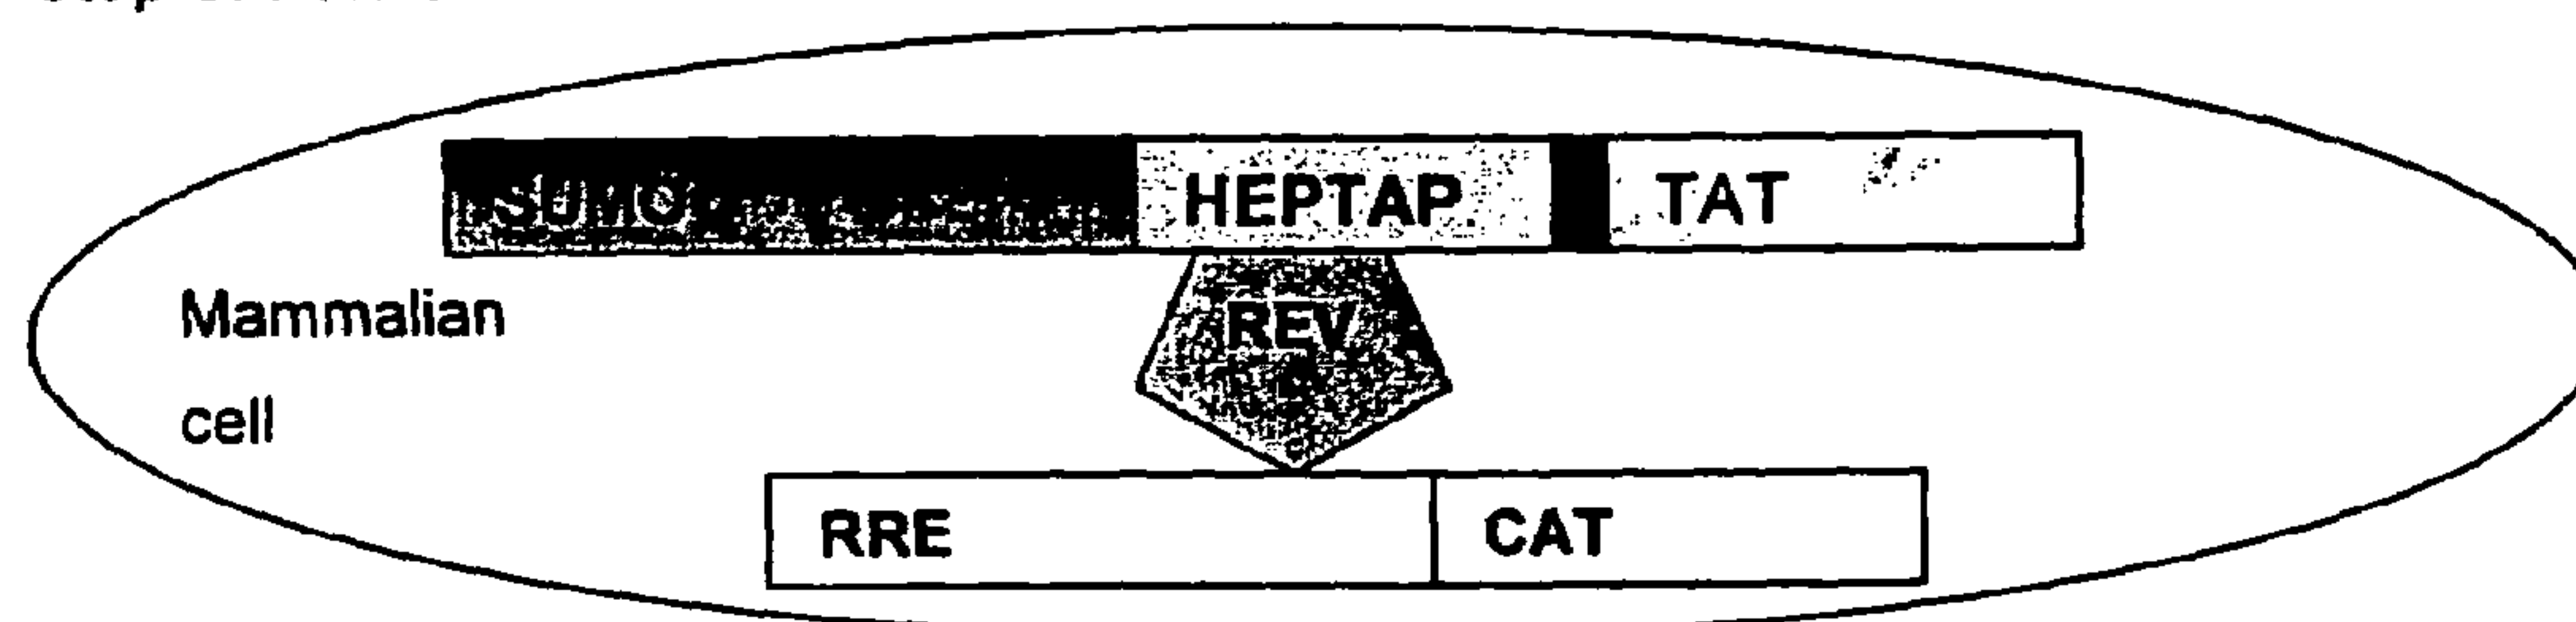 SUMO HEPTAP TAT
REV
Mammalian
cell
RRE CAT